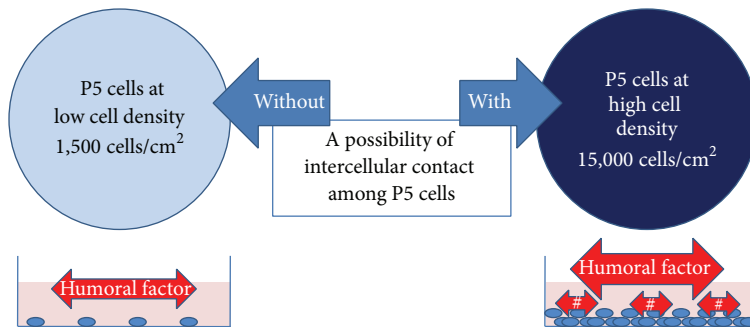 P5 cells at
low cell density
1,500 cells/cm²
Without
With
A possibility of
intercellular contact
among P5 cells
P5 cells at
high cell
density
15,000 cells/cm²
Humoral factor
Humoral factor
# # #